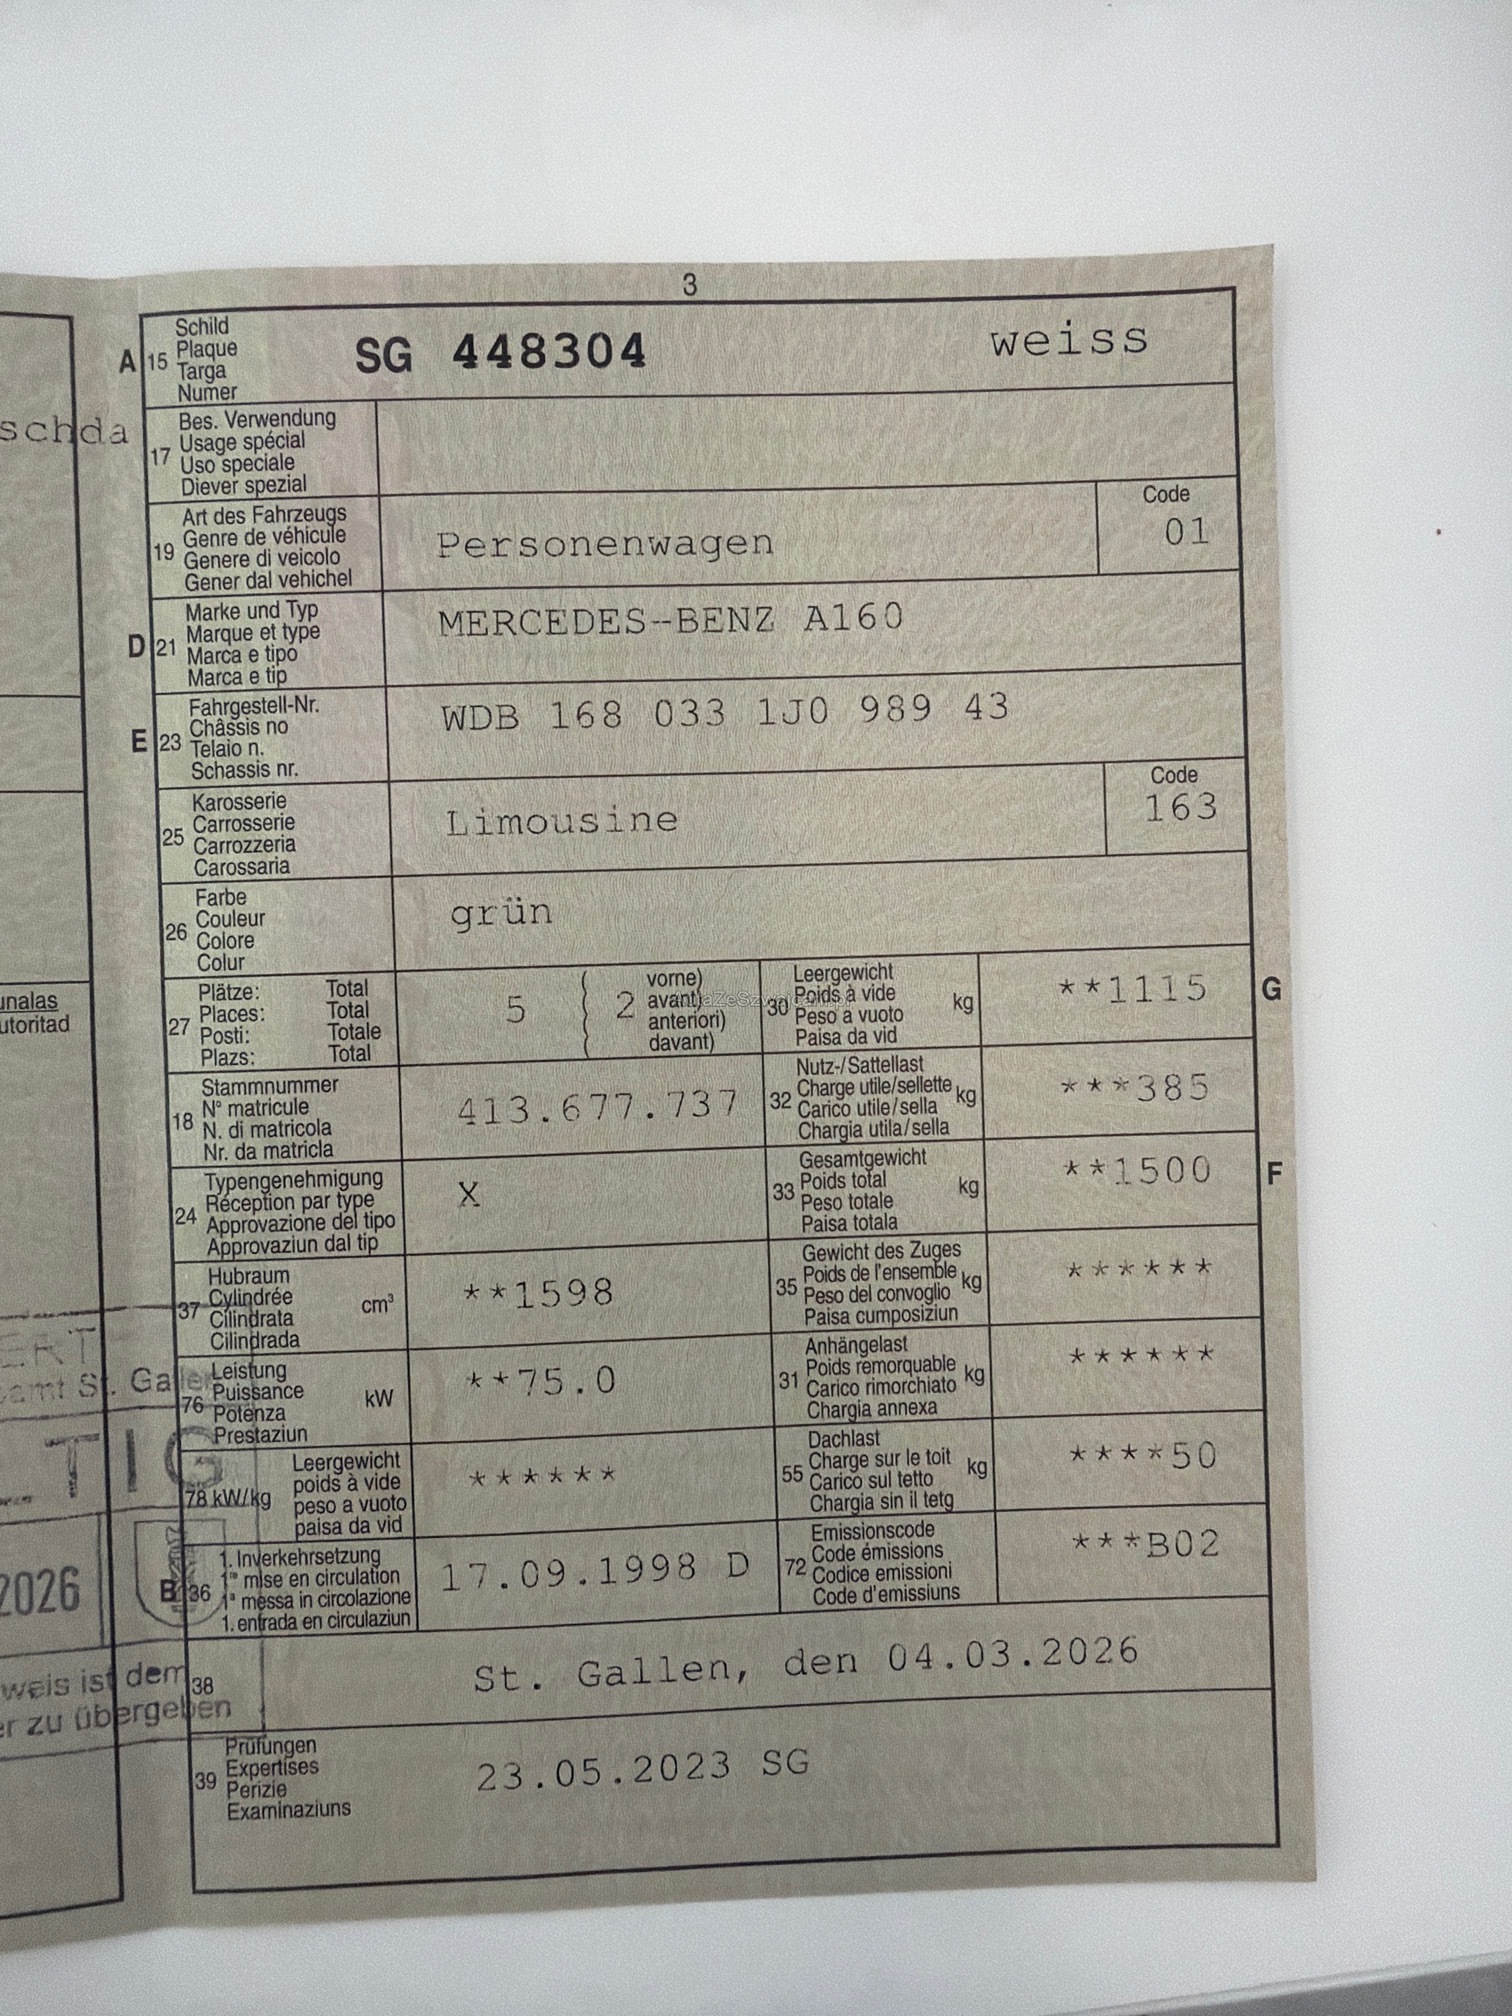 3
A 15 Schild
Plaque
Targa
Numer
SG 448304 weiss
schda
17 Bes. Verwendung
Usage spécial
Uso speciale
Diever spezial
19 Art des Fahrzeugs
Genre de véhicule
Genere di veicolo
Gener dal vehichel
Personenwagen
Code
01
D 21 Marke und Typ
Marque et type
Marca e tipo
Marca e tip
MERCEDES-BENZ A160
E 23 Fahrgestell-Nr.
Châssis no
Telaio n.
Schassis nr.
WDB 168 033 1J0 989 43
25 Karosserie
Carrosserie
Carrozzeria
Carossaria
Limousine
Code
163
26 Farbe
Couleur
Colore
Colur
grün
27 Plätze: Total
Places: Total
Posti: Totale
Plazs: Total
5 ( 2 vorne)
avant)
anteriori)
davant)
30 Leergewicht
Poids à vide
Peso a vuoto
Paisa da vid
kg
**1115
G
unalas
utoritad
18 Stammnummer
N° matricule
N. di matricola
Nr. da matricla
413.677.737
32 Nutz-/Sattellast
Charge utile/sellette
Carico utile/sella
Chargia utila/sella
kg
***385
24 Typengenehmigung
Réception par type
Approvazione del tipo
Approvaziun dal tip
X
33 Gesamtgewicht
Poids total
Peso totale
Paisa totala
kg
**1500
F
37 Hubraum
Cylindrée
Cilindrata
Cilindrada
cm³
**1598
35 Gewicht des Zuges
Poids de l'ensemble
Peso del convoglio
Paisa cumposiziun
kg
******
76 Leistung
Puissance
Potenza
Prestaziun
kW
**75.0
31 Anhängelast
Poids remorquable
Carico rimorchiato
Chargia annexa
kg
******
78 kW/kg Leergewicht
poids à vide
peso a vuoto
paisa da vid
******
55 Dachlast
Charge sur le toit
Carico sul tetto
Chargia sin il tetg
kg
****50
B 36 1. Inverkehrsetzung
1re mise en circulation
1a messa in circolazione
1. entrada en circulaziun
17.09.1998 D
72 Emissionscode
Code émissions
Codice emissioni
Code d'emissiuns
***B02
38 St. Gallen, den 04.03.2026
39 Prüfungen
Expertises
Perizie
Examinaziuns
23.05.2023 SG
ERT
amt St. Gallen
LTIG
2026
weis ist dem
er zu übergeben